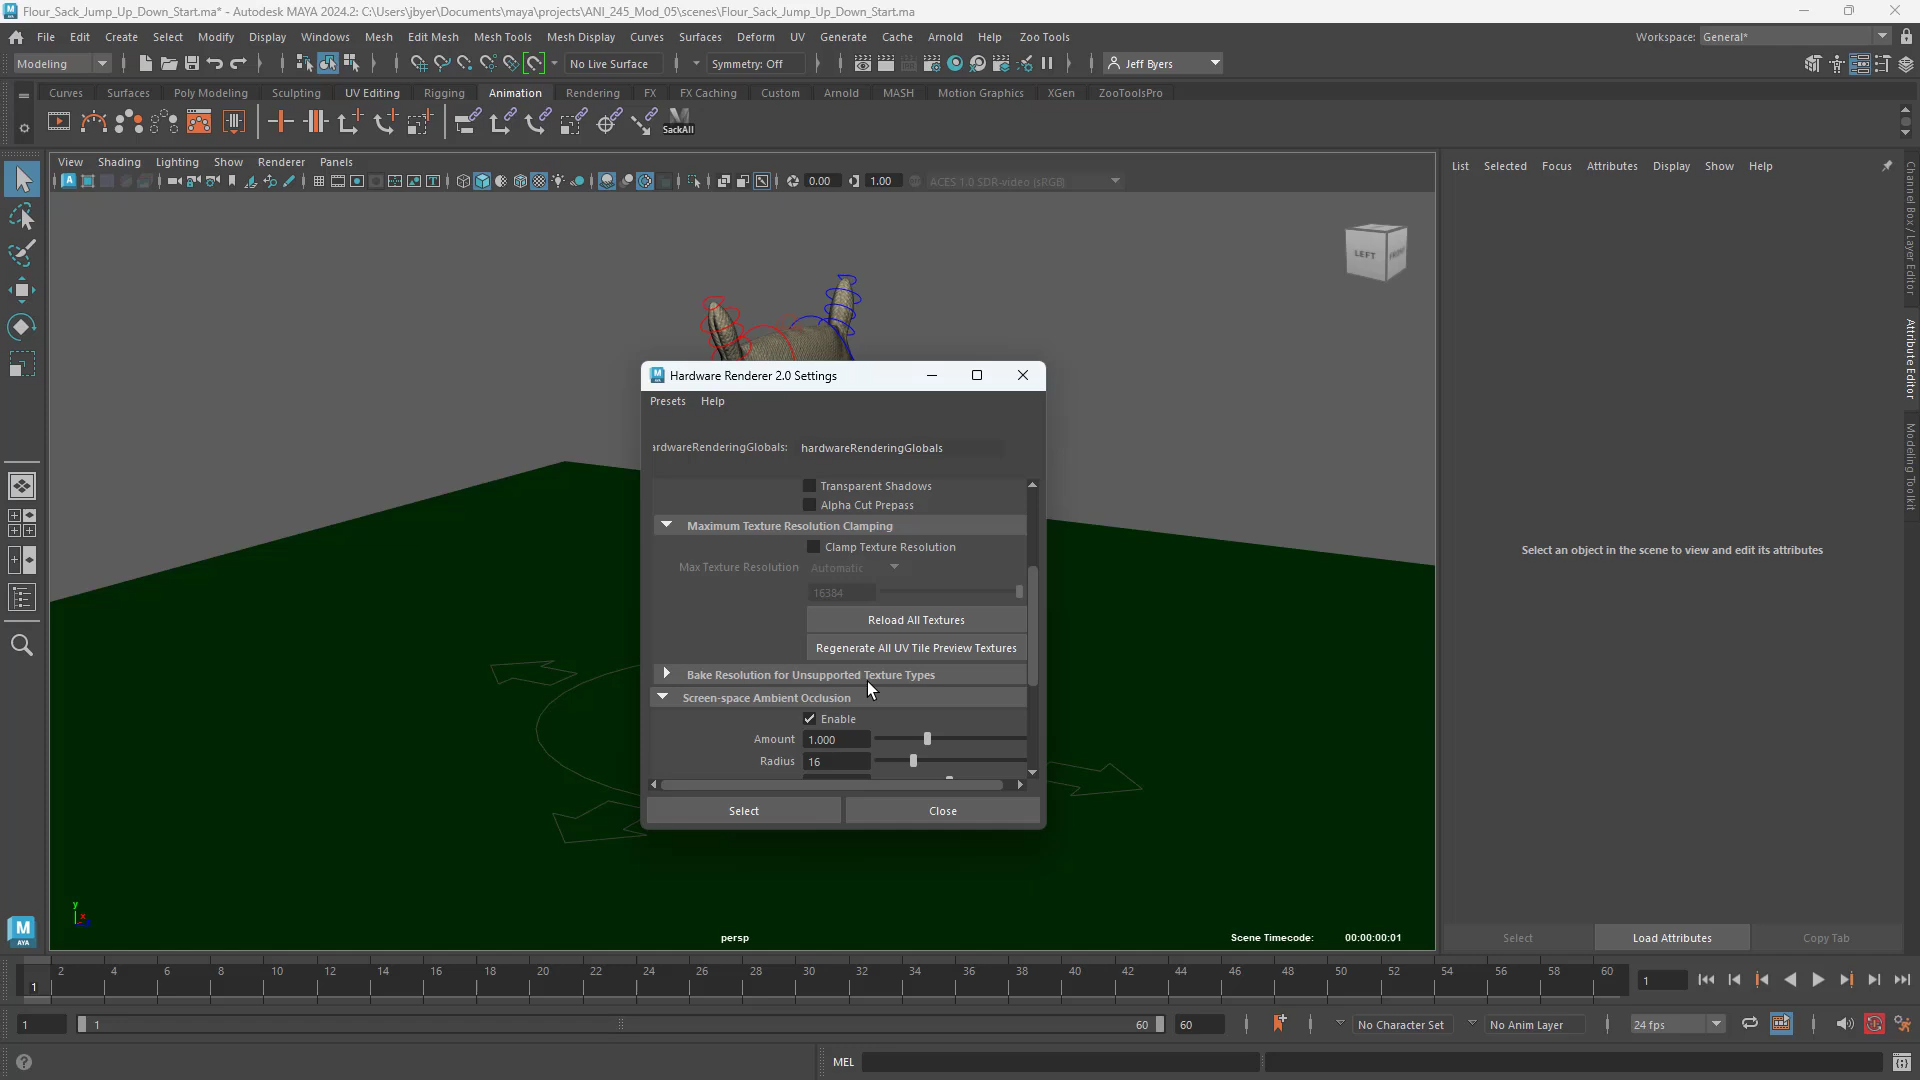 Flour_Sack_Jump_Up_Down_Start.ma* - Autodesk MAYA 2024.2: C:\Users\jbyer\Documents\maya\projects\ANI_245_Mod_05\scenes\Flour_Sack_Jump_Up_Down_Start.ma
File Edit Create Select Modify Display Windows Mesh Edit Mesh Mesh Tools Mesh Display Curves Surfaces Deform UV Generate Cache Arnold Help Zoo Tools Workspace: General*
Modeling No Live Surface Symmetry: Off Jeff Byers
Curves Surfaces Poly Modeling Sculpting UV Editing Rigging Animation Rendering FX FX Caching Custom Arnold MASH Motion Graphics XGen ZooToolsPro
SackAll
View Shading Lighting Show Renderer Panels
List Selected Focus Attributes Display Show Help
0.00 1.00 ACES 1.0 SDR-video (sRGB)
LEFT
FRONT
Hardware Renderer 2.0 Settings
Presets Help
ardwareRenderingGlobals: hardwareRenderingGlobals
Transparent Shadows
Alpha Cut Prepass
Maximum Texture Resolution Clamping
Clamp Texture Resolution
Max Texture Resolution Automatic
16384
Reload All Textures
Regenerate All UV Tile Preview Textures
Bake Resolution for Unsupported Texture Types
Screen-space Ambient Occlusion
Enable
Amount 1.000
Radius 16
Select Close
Select an object in the scene to view and edit its attributes
Channel Box / Layer Editor
Attribute Editor
Modeling Toolkit
y
x
M
AYA
persp Scene Timecode: 00:00:00:01
Select Load Attributes Copy Tab
2 4 6 8 10 12 14 16 18 20 22 24 26 28 30 32 34 36 38 40 42 44 46 48 50 52 54 56 58 60
1 1
1 1 60 60 No Character Set No Anim Layer 24 fps
MEL